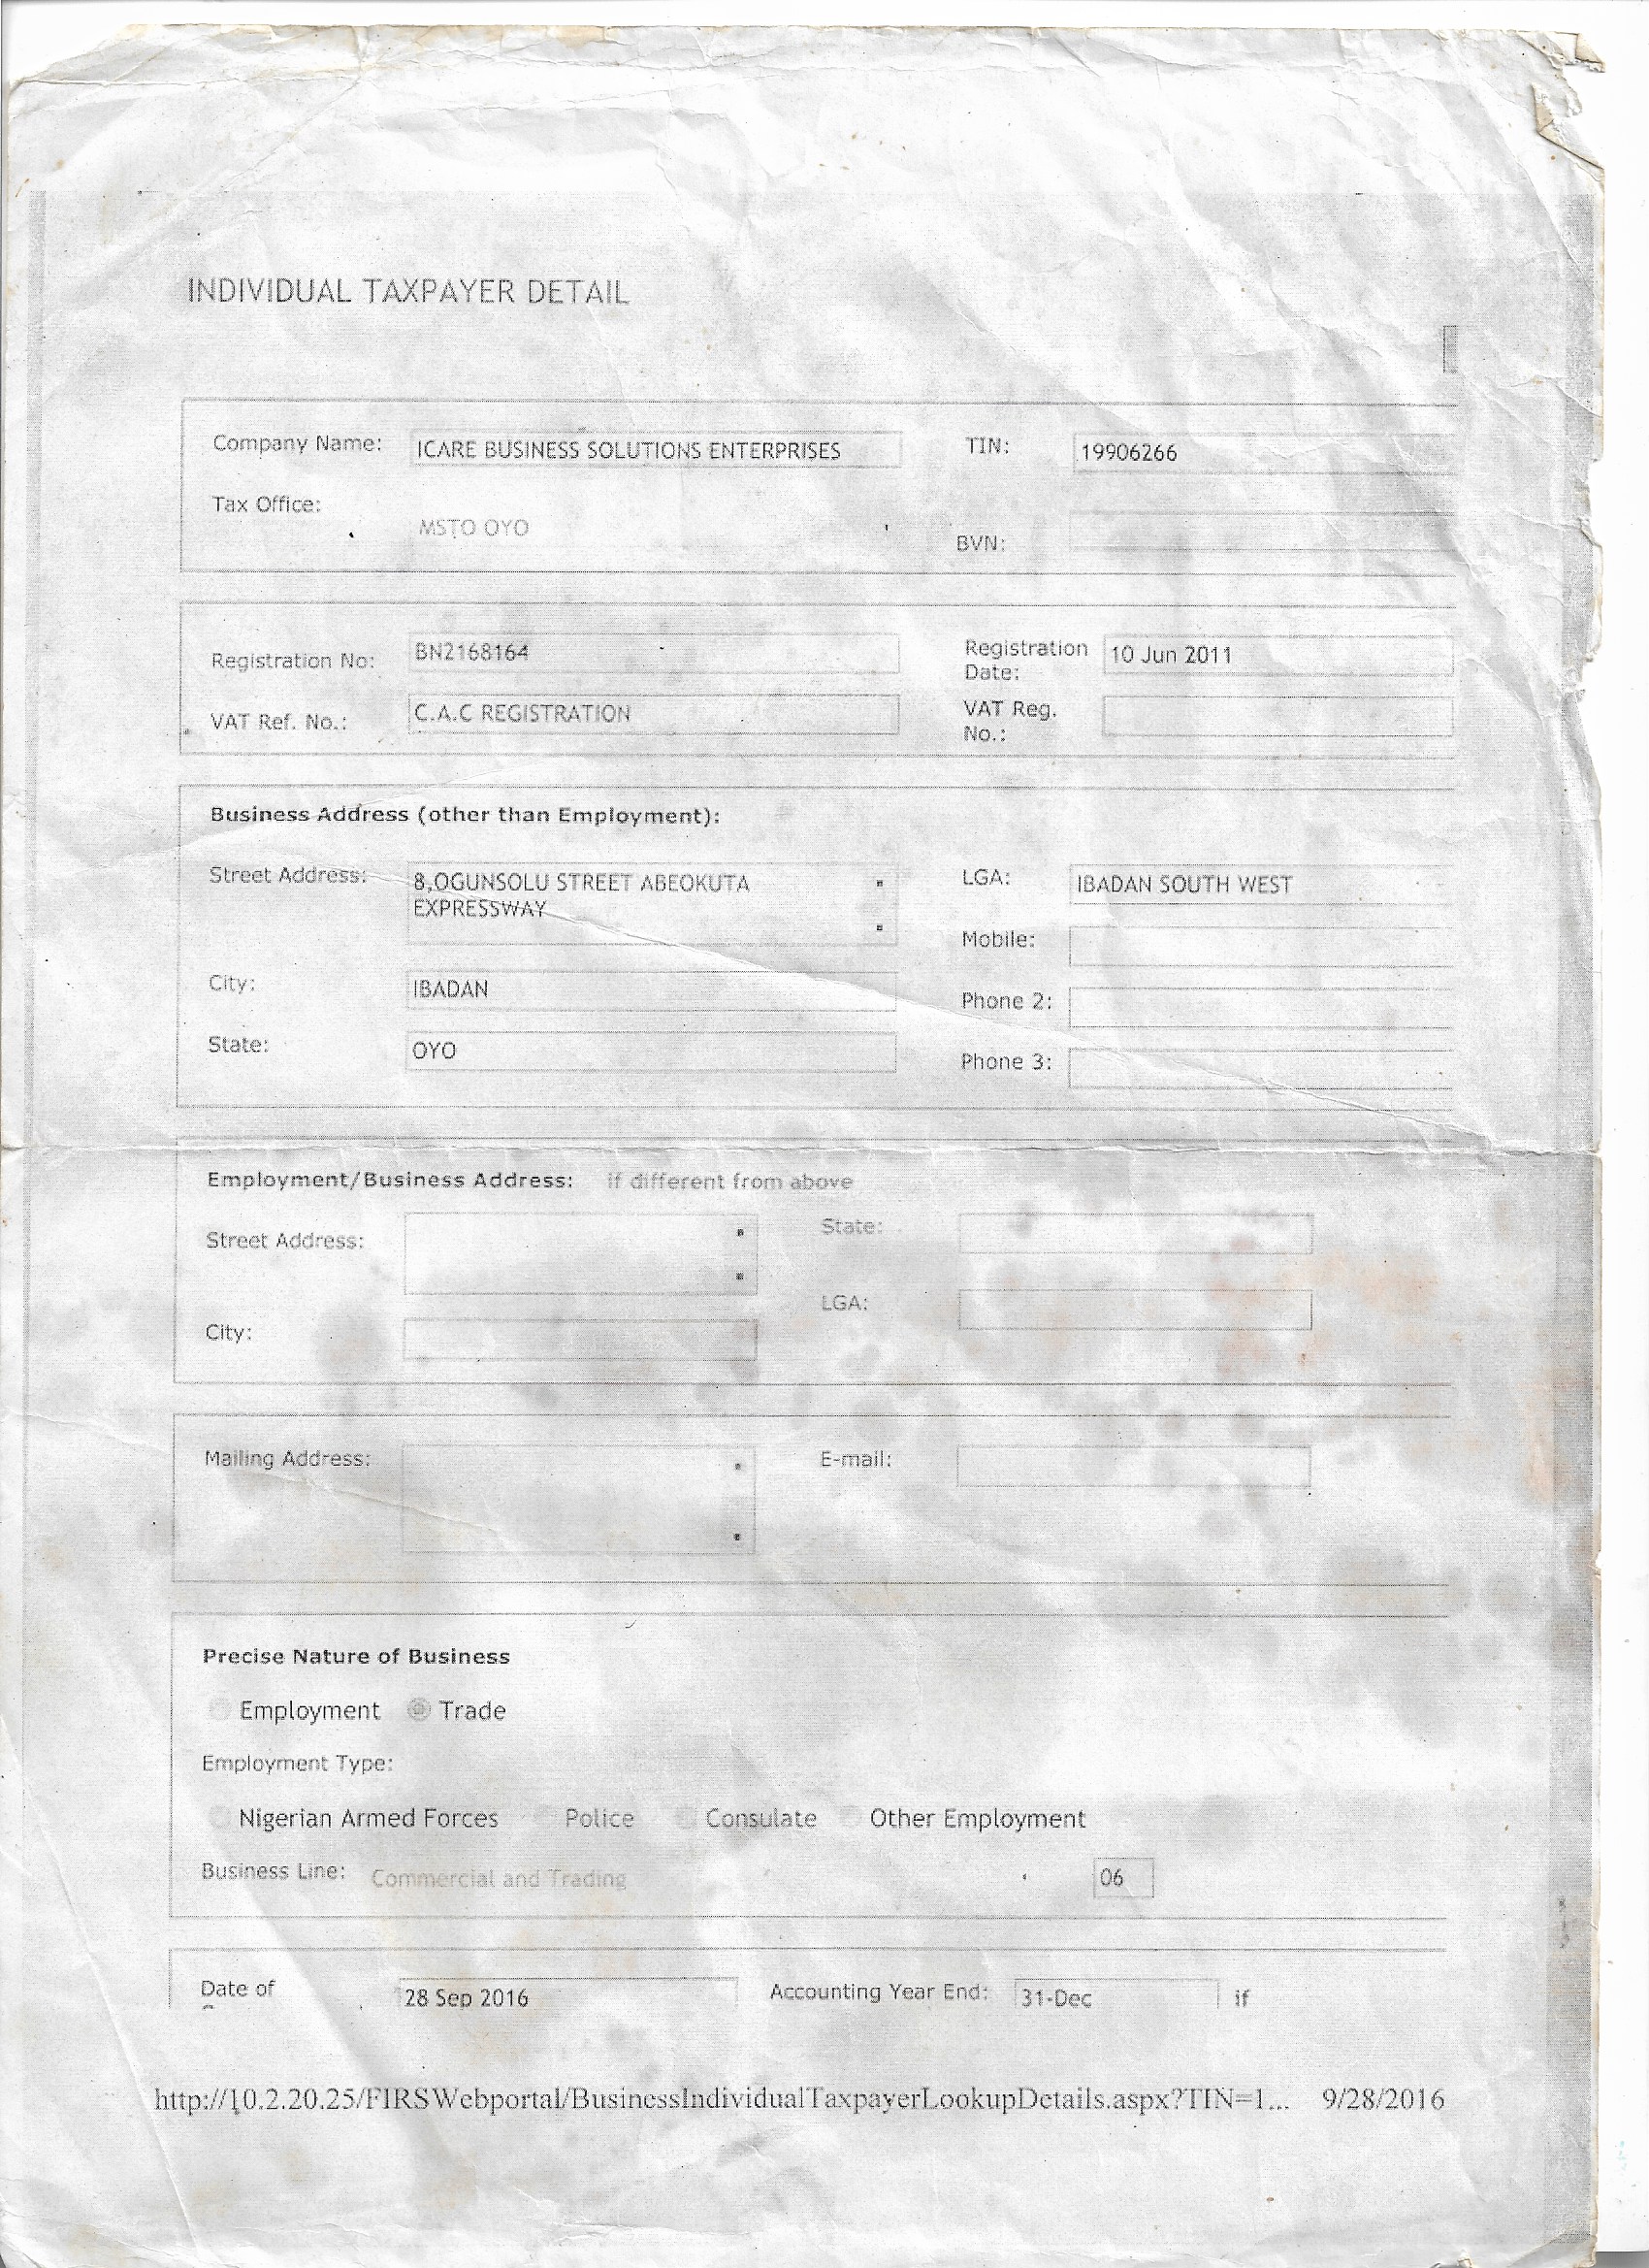 INDIVIDUAL TAXPAYER DETAIL
Company Name: ICARE BUSINESS SOLUTIONS ENTERPRISES TIN: 19906266
Tax Office: MSTO OYO BVN:
Registration No: BN2168164 Registration Date: 10 Jun 2011
VAT Ref. No.: C.A.C REGISTRATION VAT Reg. No.:
Business Address (other than Employment):
Street Address: 8,OGUNSOLU STREET ABEOKUTA LGA: IBADAN SOUTH WEST
EXPRESSWAY
Mobile:
City: IBADAN Phone 2:
State: OYO Phone 3:
Employment/Business Address: if different from above
Street Address: State:
LGA:
City:
Mailing Address: E-mail:
Precise Nature of Business
Employment Trade
Employment Type:
Nigerian Armed Forces Police Consulate Other Employment
Business Line: Commercial and Trading 06
Date of 28 Sep 2016 Accounting Year End: 31-Dec if
http://10.2.20.25/FIRSWebportal/BusinessIndividualTaxpayerLookupDetails.aspx?TIN=1... 9/28/2016